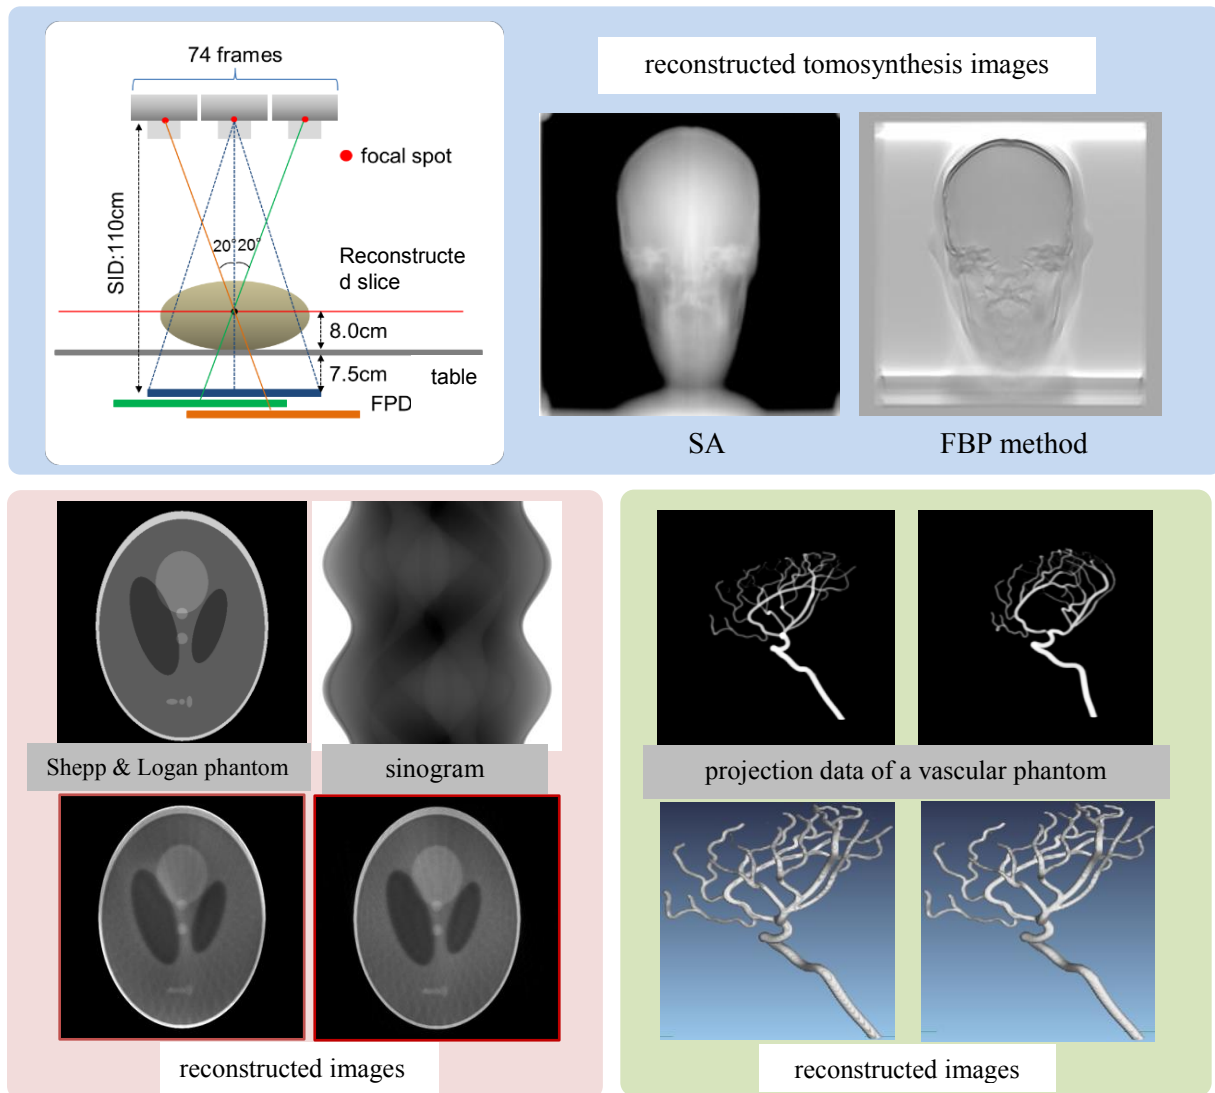 74 frames
focal spot
SID:110cm
20° 20°
Reconstructe
d slice
8.0cm
7.5cm
table
FPD
reconstructed tomosynthesis images
SA
FBP method
Shepp & Logan phantom
sinogram
reconstructed images
projection data of a vascular phantom
reconstructed images